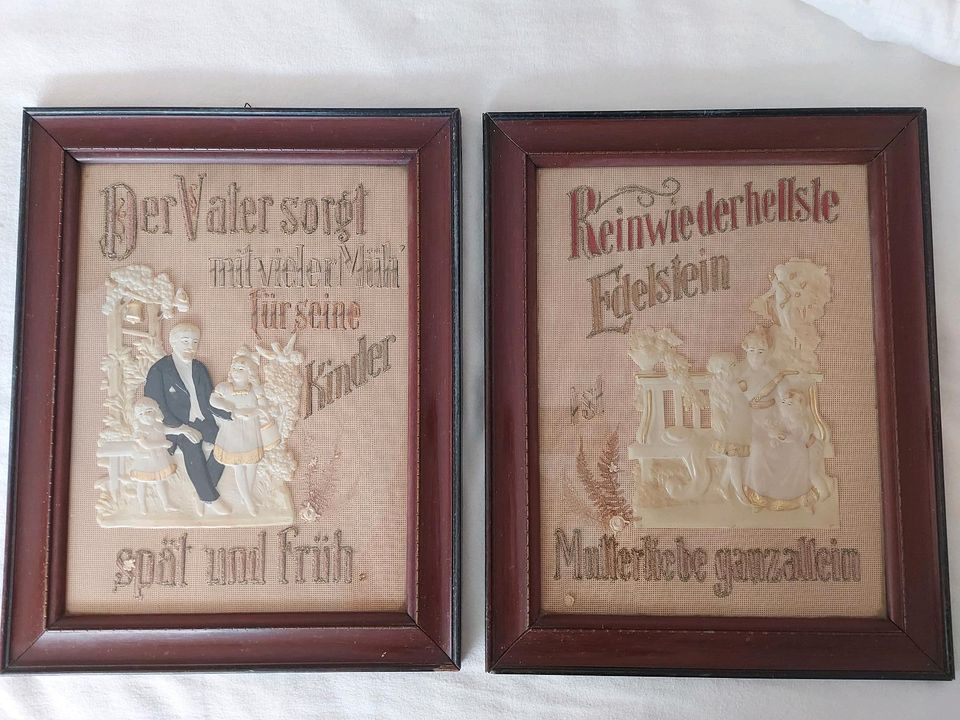 Der Vater sorgt
mit vieler Müh'
für seine
Kinder
spät und Früh
Rein wie der hellste
Edelstein
ist
Mutterliebe ganz allein